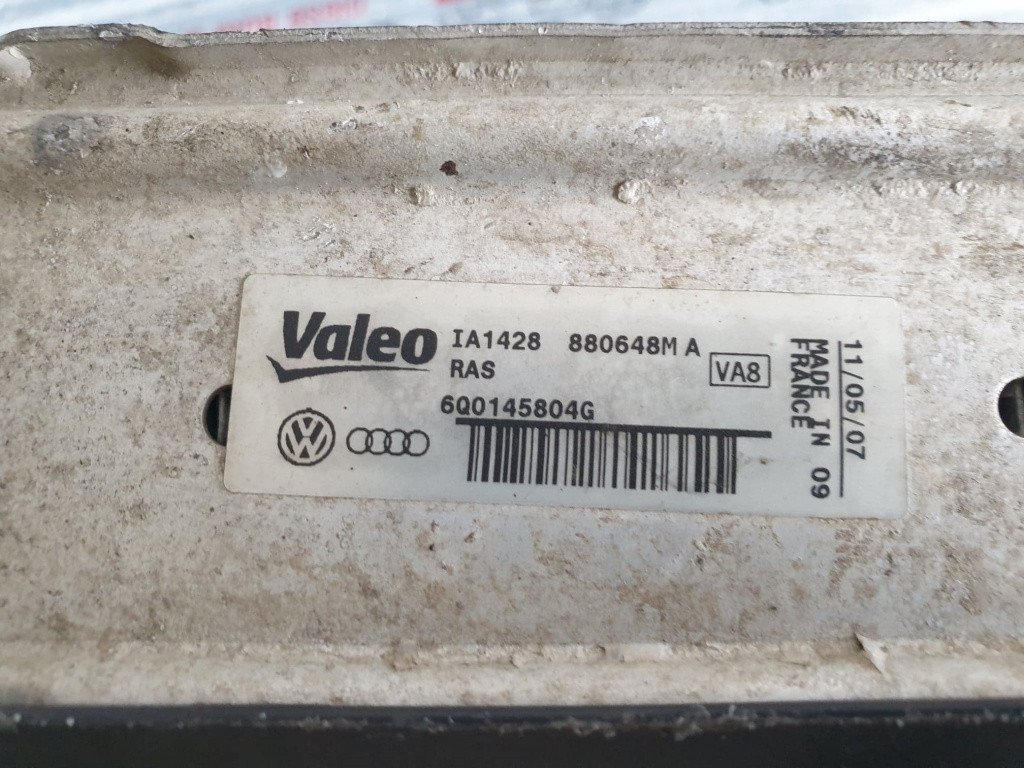 Valeo
IA1428 880648M A
RAS
VA8
6Q0145804G
11/05/07
MADE IN 09
FRANCE